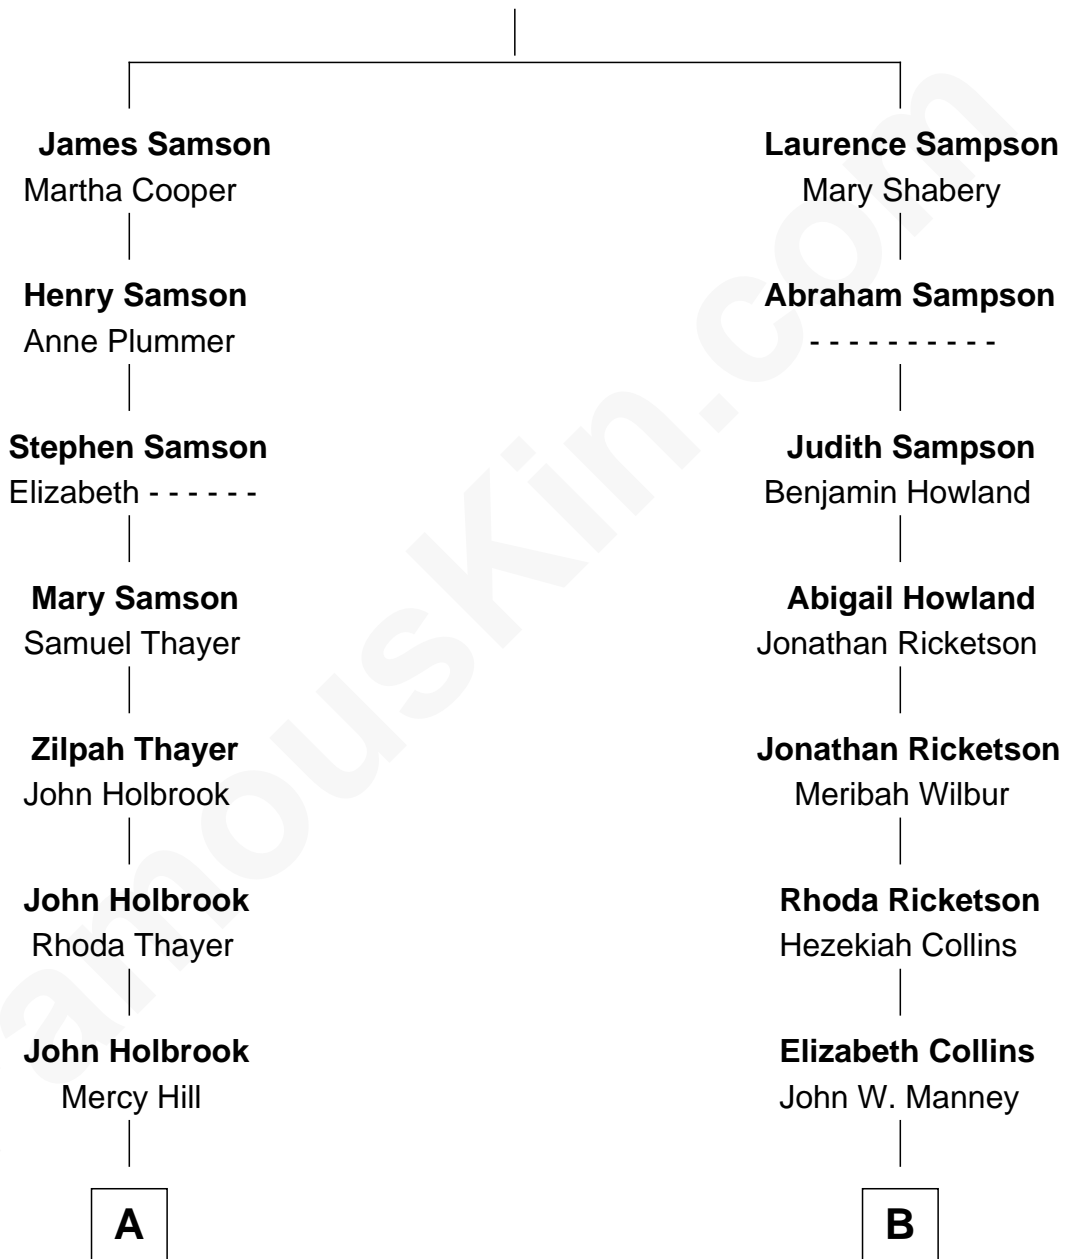 James Samson
Martha Cooper
Henry Samson
Anne Plummer
Stephen Samson
Elizabeth - - - - - -
Mary Samson
Samuel Thayer
Zilpah Thayer
John Holbrook
John Holbrook
Rhoda Thayer
John Holbrook
Mercy Hill
A
Laurence Sampson
Mary Shabery
Abraham Sampson
- - - - - - - - - -
Judith Sampson
Benjamin Howland
Abigail Howland
Jonathan Ricketson
Jonathan Ricketson
Meribah Wilbur
Rhoda Ricketson
Hezekiah Collins
Elizabeth Collins
John W. Manney
B
amouskin.com